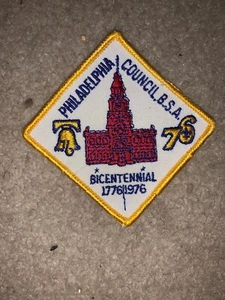 PHILADELPHIA
COUNCIL B.S.A.
76
BICENTENNIAL
1776 1976